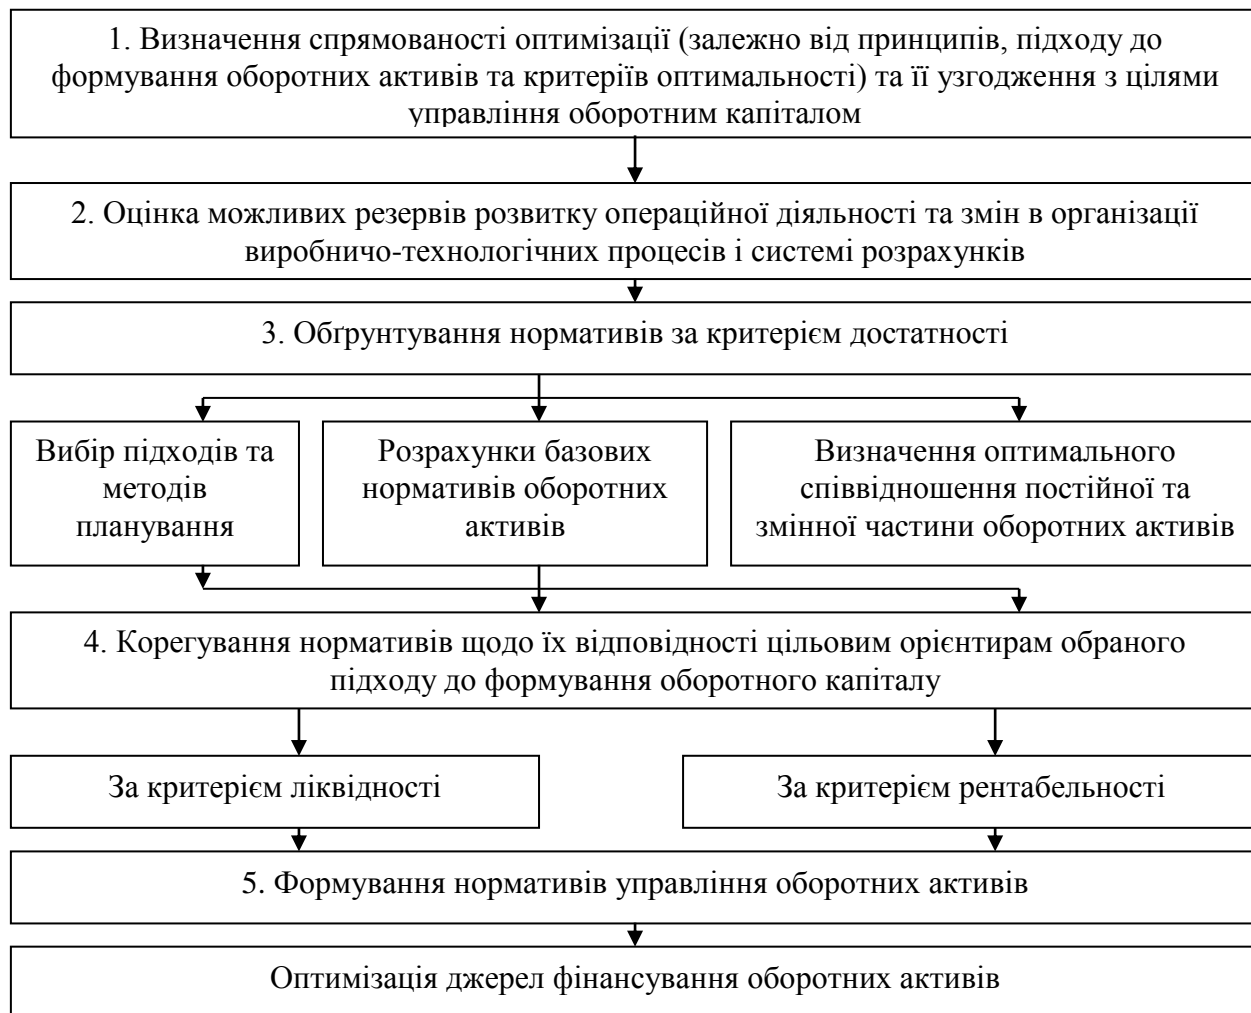 1. Визначення спрямованості оптимізації (залежно від принципів, підходу до
формування оборотних активів та критеріїв оптимальності) та її узгодження з цілями
управління оборотним капіталом
2. Оцінка можливих резервів розвитку операційної діяльності та змін в організації
виробничо-технологічних процесів і системі розрахунків
3. Обґрунтування нормативів за критерієм достатності
Вибір підходів та
методів
планування
Розрахунки базових
нормативів оборотних
активів
Визначення оптимального
співвідношення постійної та
змінної частини оборотних активів
4. Корегування нормативів щодо їх відповідності цільовим орієнтирам обраного
підходу до формування оборотного капіталу
За критерієм ліквідності
За критерієм рентабельності
5. Формування нормативів управління оборотних активів
Оптимізація джерел фінансування оборотних активів